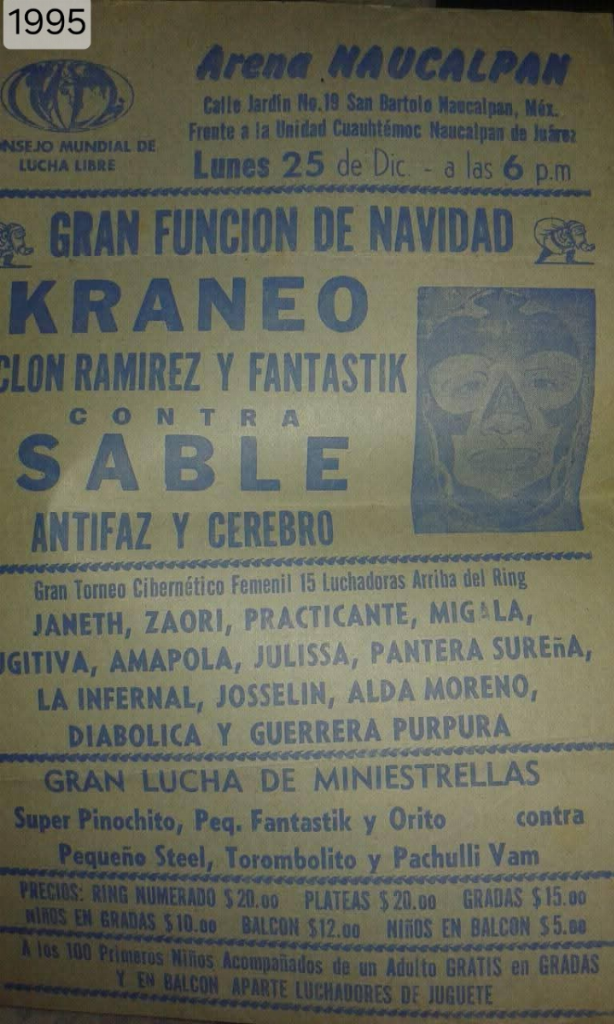 1995
Arena NAUCALPAN
Calle Jardín No.19 San Bartolo Naucalpan, Méx.
Frente a la Unidad Cuauhtémoc Naucalpan de Juárez
Lunes 25 de Dic. - a las 6 p.m
NSEJO MUNDIAL DE
LUCHA LIBRE
GRAN FUNCION DE NAVIDAD
KRANEO
CLON RAMIREZ Y FANTASTIK
CONTRA
SABLE
ANTIFAZ Y CEREBRO
Gran Torneo Cibernético Femenil 15 Luchadoras Arriba del Ring
JANETH, ZAORI, PRACTICANTE, MIGALA,
UGITIVA, AMAPOLA, JULISSA, PANTERA SUREñA,
LA INFERNAL, JOSSELIN, ALDA MORENO,
DIABOLICA Y GUERRERA PURPURA
GRAN LUCHA DE MINIESTRELLAS
Super Pinochito, Peq. Fantastik y Orito contra
Pequeño Steel, Torombolito y Pachulli Vam
PRECIOS: RING NUMERADO $20.00 PLATEAS $20.00 GRADAS $15.00
NIÑOS EN GRADAS $10.00 BALCON $12.00 NIÑOS EN BALCON $5.00
A los 100 Primeros Niños Acompañados de un Adulto GRATIS en GRADAS
Y EN BALCON APARTE LUCHADORES DE JUGUETE